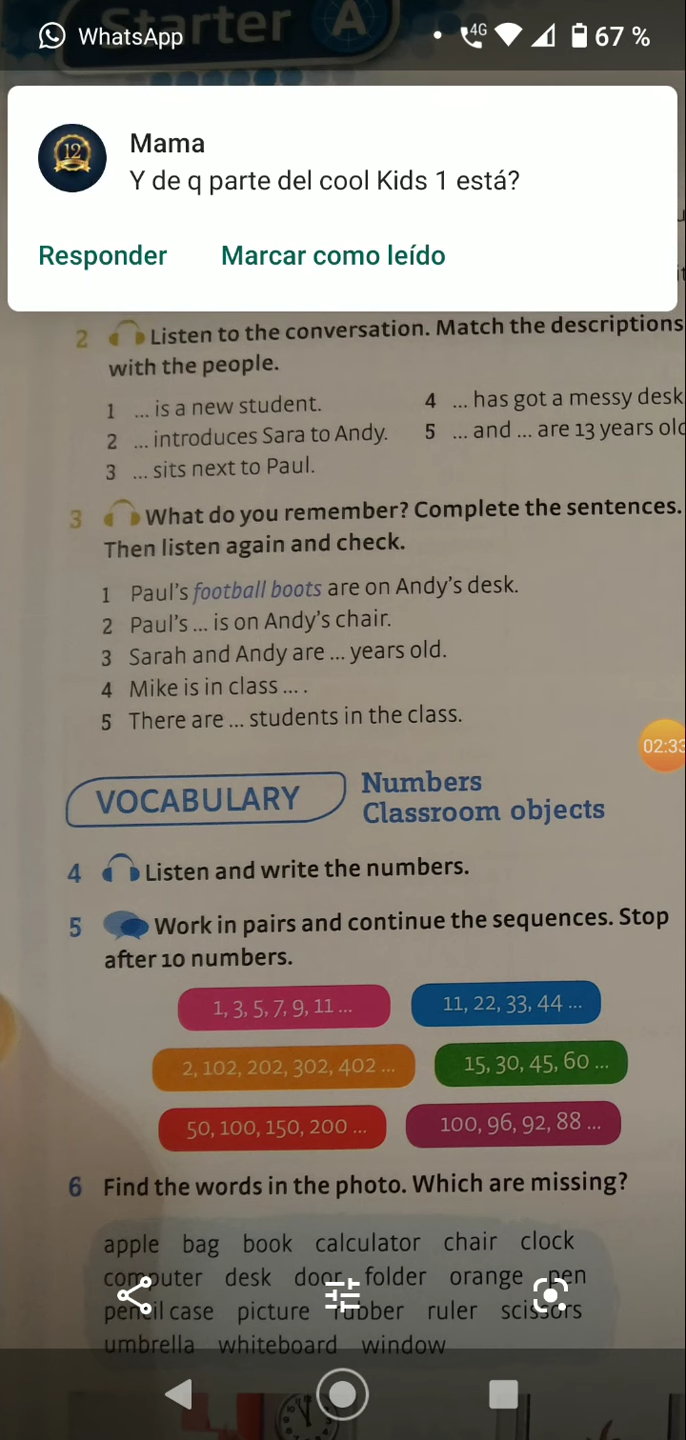 Starter A
WhatsApp
4G
67 %
12
Mama
Y de q parte del cool Kids 1 está?
Responder Marcar como leído
2 Listen to the conversation. Match the descriptions
with the people.
1 ... is a new student.
4 ... has got a messy desk
2 ... introduces Sara to Andy.
5 ... and ... are 13 years old
3 ... sits next to Paul.
3 What do you remember? Complete the sentences.
Then listen again and check.
1 Paul's football boots are on Andy's desk.
2 Paul's ... is on Andy's chair.
3 Sarah and Andy are ... years old.
4 Mike is in class ... .
5 There are ... students in the class.
02:33
VOCABULARY
Numbers
Classroom objects
4 Listen and write the numbers.
5 Work in pairs and continue the sequences. Stop
after 10 numbers.
1, 3, 5, 7, 9, 11 ...
11, 22, 33, 44 ...
2, 102, 202, 302, 402 ...
15, 30, 45, 60 ...
50, 100, 150, 200 ...
100, 96, 92, 88 ...
6 Find the words in the photo. Which are missing?
apple bag book calculator chair clock
computer desk door folder orange pen
pencil case picture rubber ruler scissors
umbrella whiteboard window